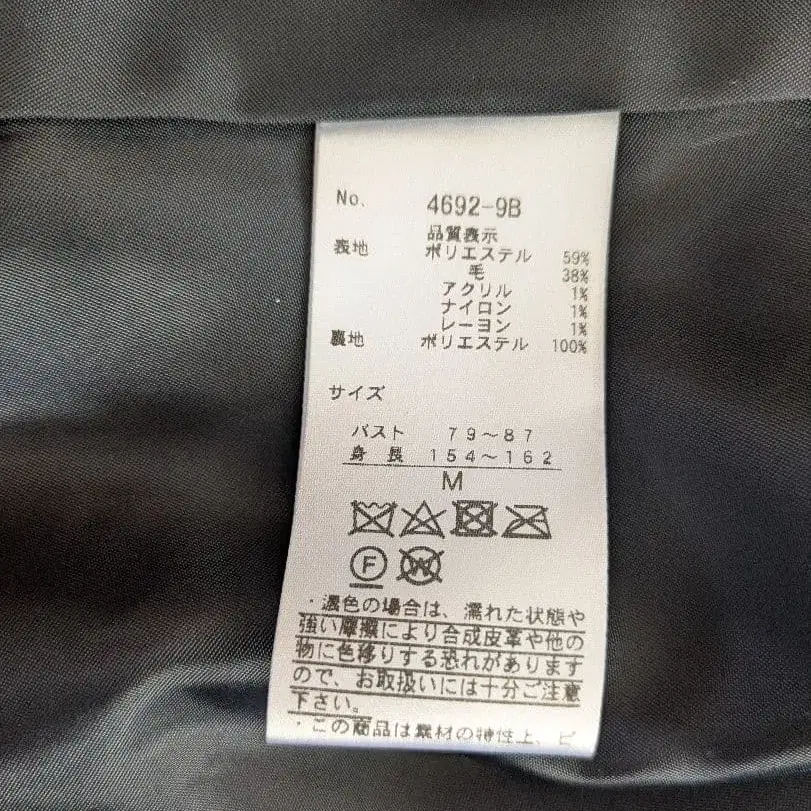 No. 4692-9B
品質表示
表地 ポリエステル 59%
毛 38%
アクリル 1%
ナイロン 1%
レーヨン 1%
裏地 ポリエステル 100%
サイズ
バスト 79～87
身長 154～162
M
F W
・濃色の場合は、濡れた状態や
強い摩擦により合成皮革や他の
物に色移りする恐れがあります
ので、お取扱いには十分ご注意
下さい。
・この商品は素材の特性上、ピ